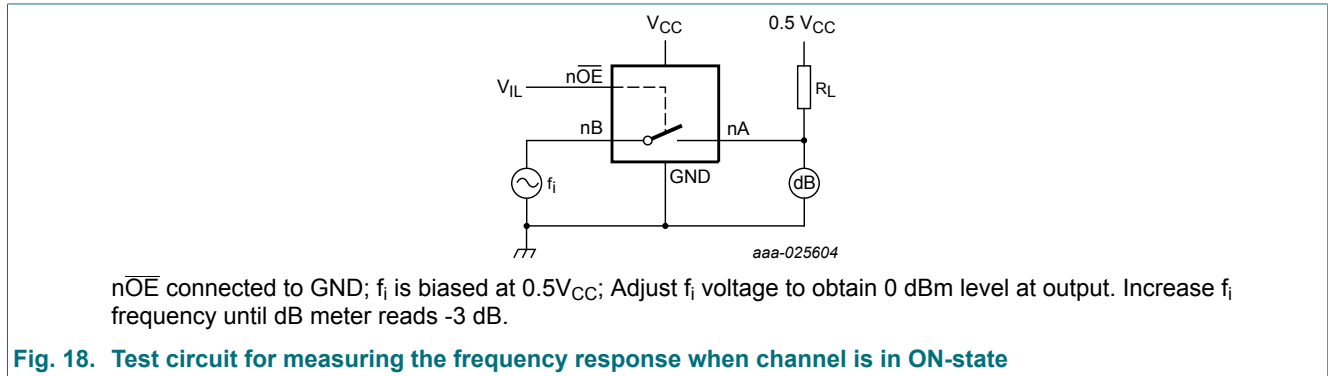 V_CC 0.5 V_CC
V_IL nO̅E̅ R_L
nB nA
f_i GND dB
aaa-025604
nO̅E̅ connected to GND; f_i is biased at 0.5V_CC; Adjust f_i voltage to obtain 0 dBm level at output. Increase f_i
frequency until dB meter reads -3 dB.
Fig. 18. Test circuit for measuring the frequency response when channel is in ON-state